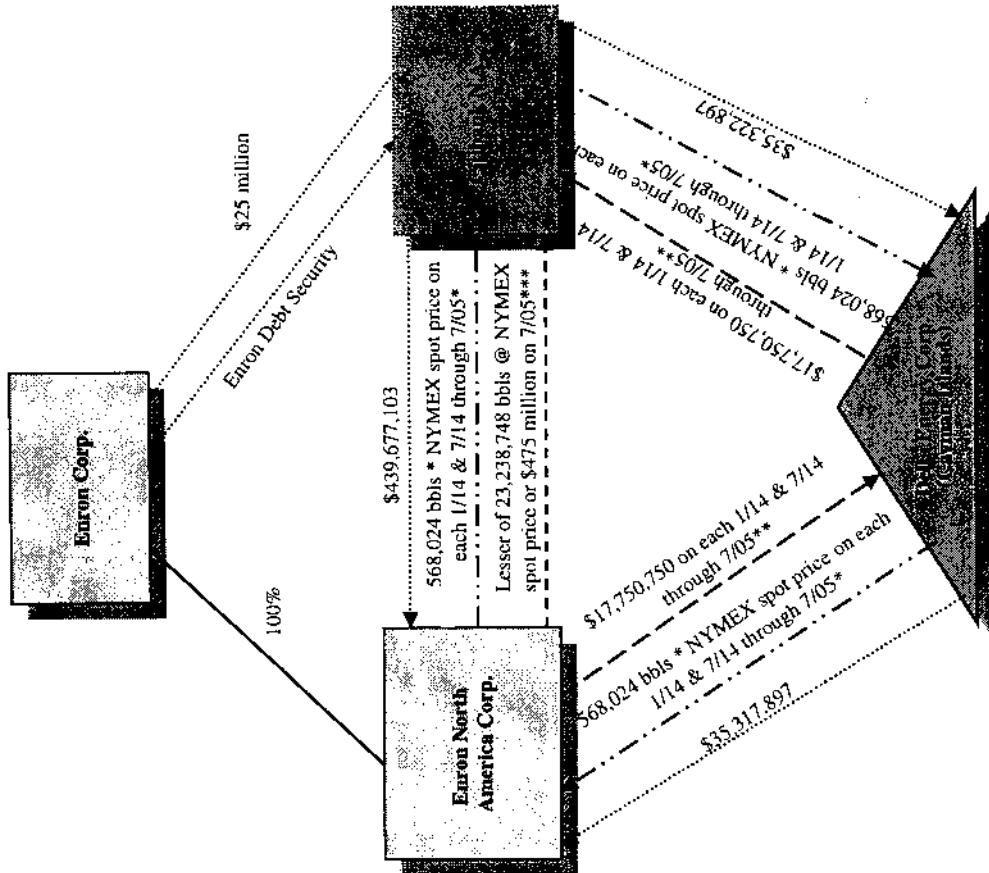 Enron Corp.
100%
$25 million
Enron Debt Security
Enron North
America Corp.
$439,677,103
568,024 bbls * NYMEX spot price on
each 1/14 & 7/14 through 7/05*
Lesser of 23,238,748 bbls @ NYMEX
spot price or $475 million on 7/05***
$17,750,750 on each 1/14 & 7/14
through 7/05**
568,024 bbls * NYMEX spot price on each
1/14 & 7/14 through 7/05*
$35,317,897
$17,750,750 on each 1/14 & 7/14
through 7/05**
568,024 bbls * NYMEX spot price on each
1/14 & 7/14 through 7/05*
$35,322,897
Energy Corp.
(Cayman Islands)